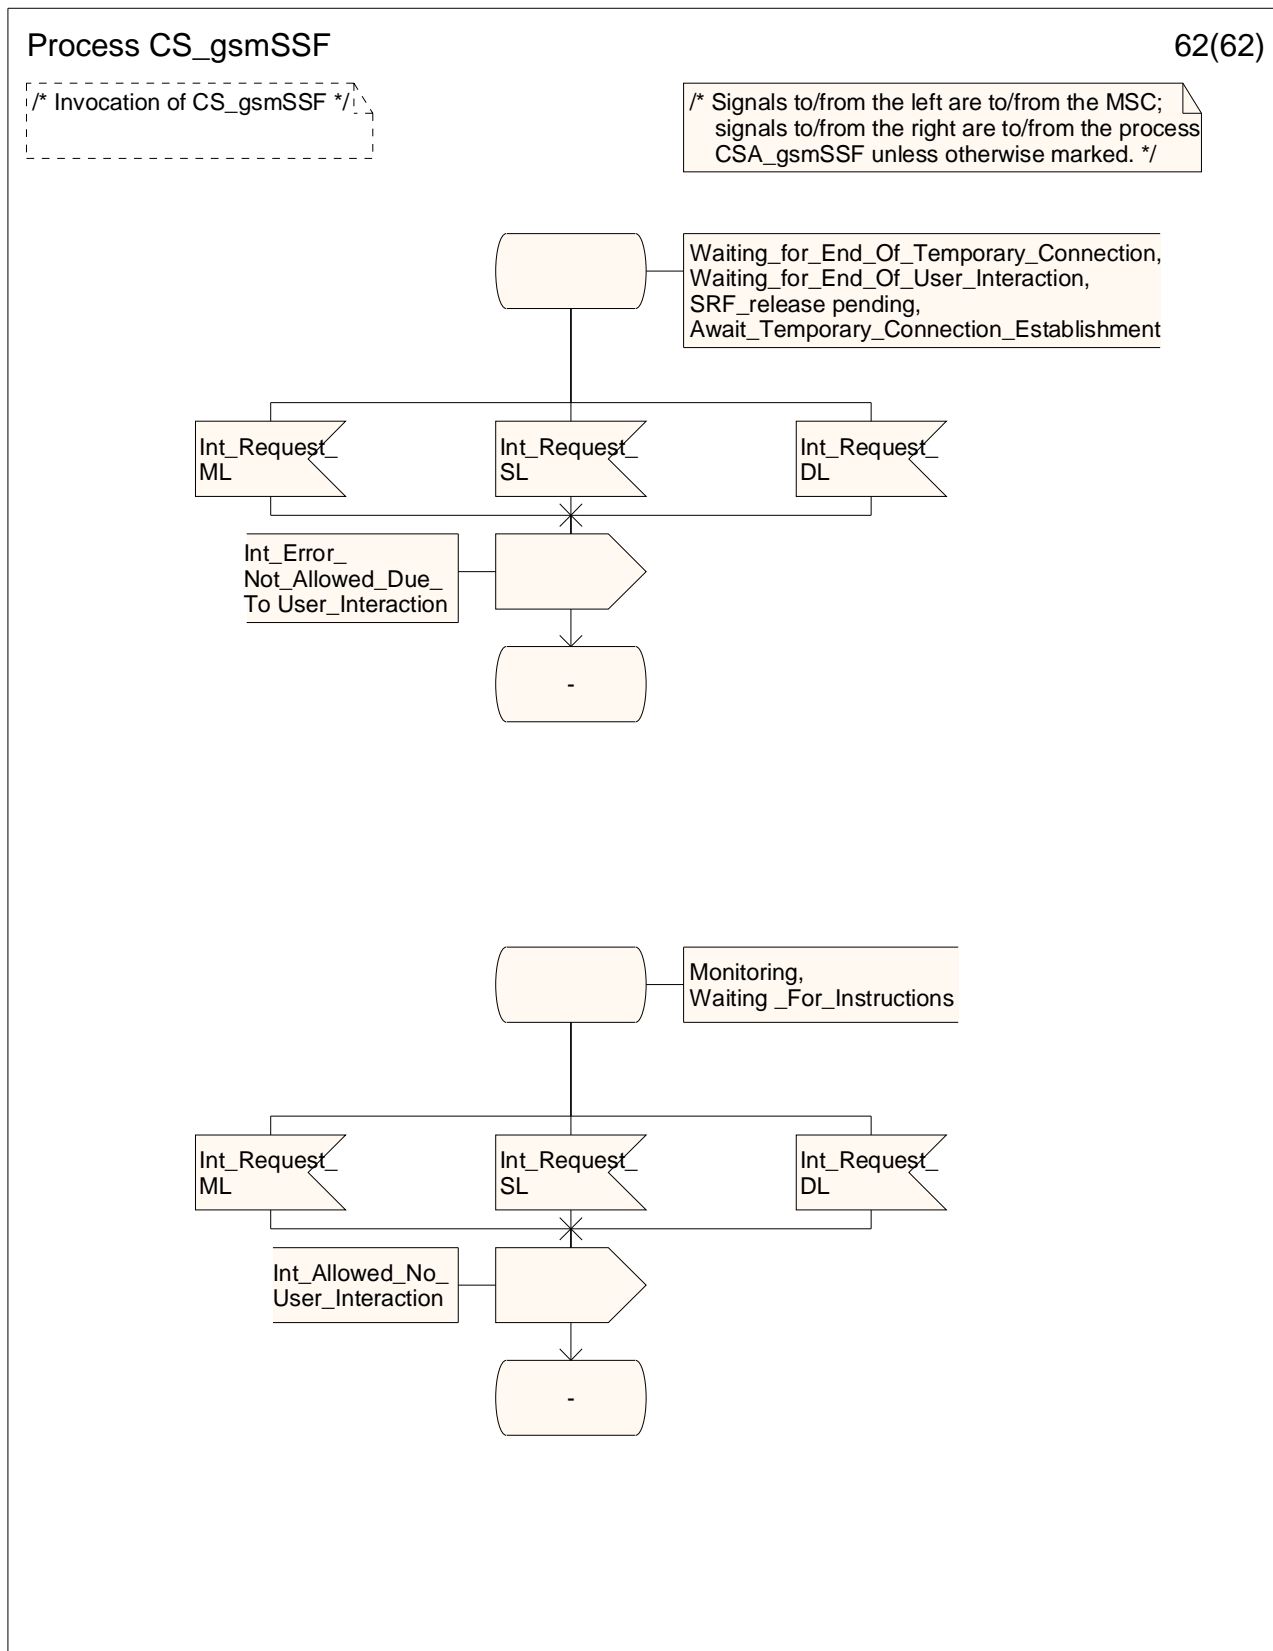 Process CS_gsmSSF
62(62)
/* Invocation of CS_gsmSSF */
/* Signals to/from the left are to/from the MSC;
signals to/from the right are to/from the process
CSA_gsmSSF unless otherwise marked. */
Waiting_for_End_Of_Temporary_Connection,
Waiting_for_End_Of_User_Interaction,
SRF_release pending,
Await_Temporary_Connection_Establishment
Int_Request_
ML
Int_Request_
SL
Int_Request_
DL
Int_Error_
Not_Allowed_Due_
To User_Interaction
-
Monitoring,
Waiting _For_Instructions
Int_Request_
ML
Int_Request_
SL
Int_Request_
DL
Int_Allowed_No_
User_Interaction
-